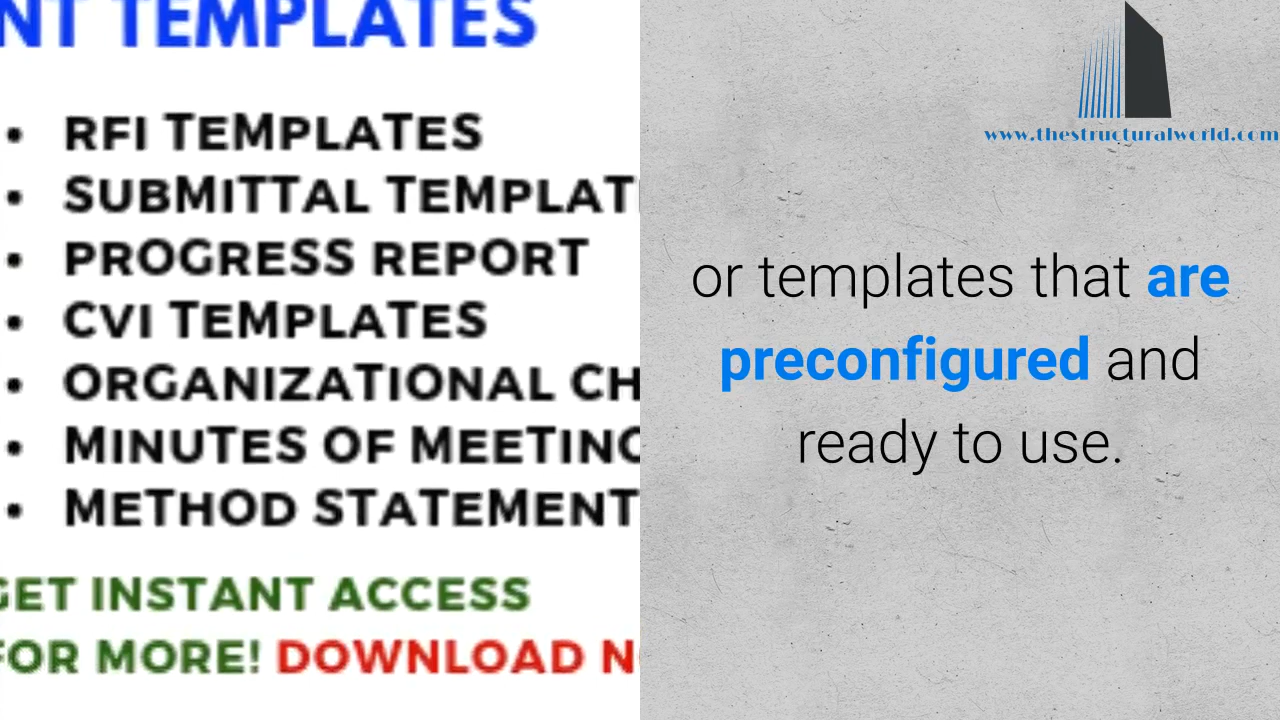 NT TEMPLATES
• RFI TEMPLATES
• SUBMITTAL TEMPLAT
• PROGRESS REPORT
• CVI TEMPLATES
• ORGANIZATIONAL CH
• MINUTES OF MEETING
• METHOD STATEMENT
GET INSTANT ACCESS
FOR MORE! DOWNLOAD N
www.thestructuralworld.com
or templates that are
preconfigured and
ready to use.